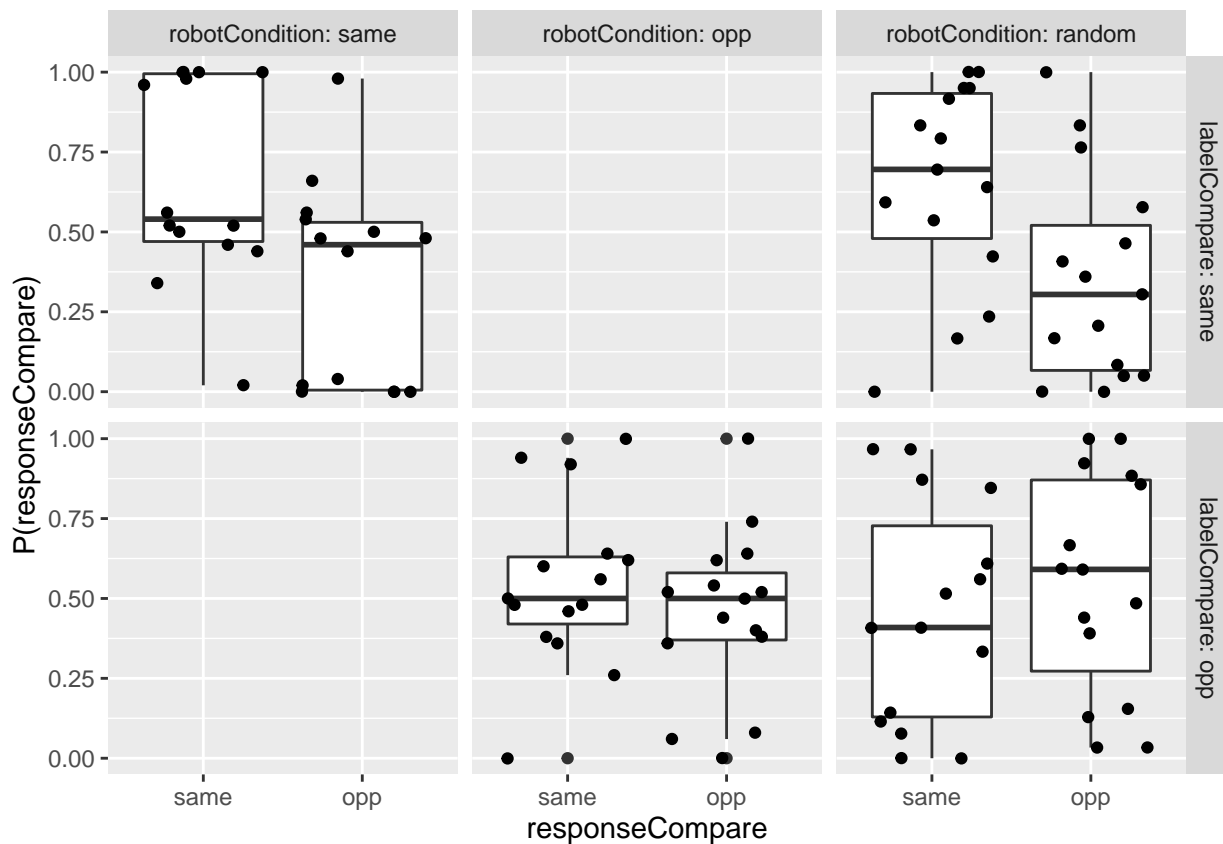 robotCondition: same
robotCondition: opp
robotCondition: random
1.00
0.75
0.50
0.25
0.00
labelCompare: same
1.00
0.75
0.50
0.25
0.00
labelCompare: opp
P(responseCompare)
same
opp
same
opp
same
opp
responseCompare